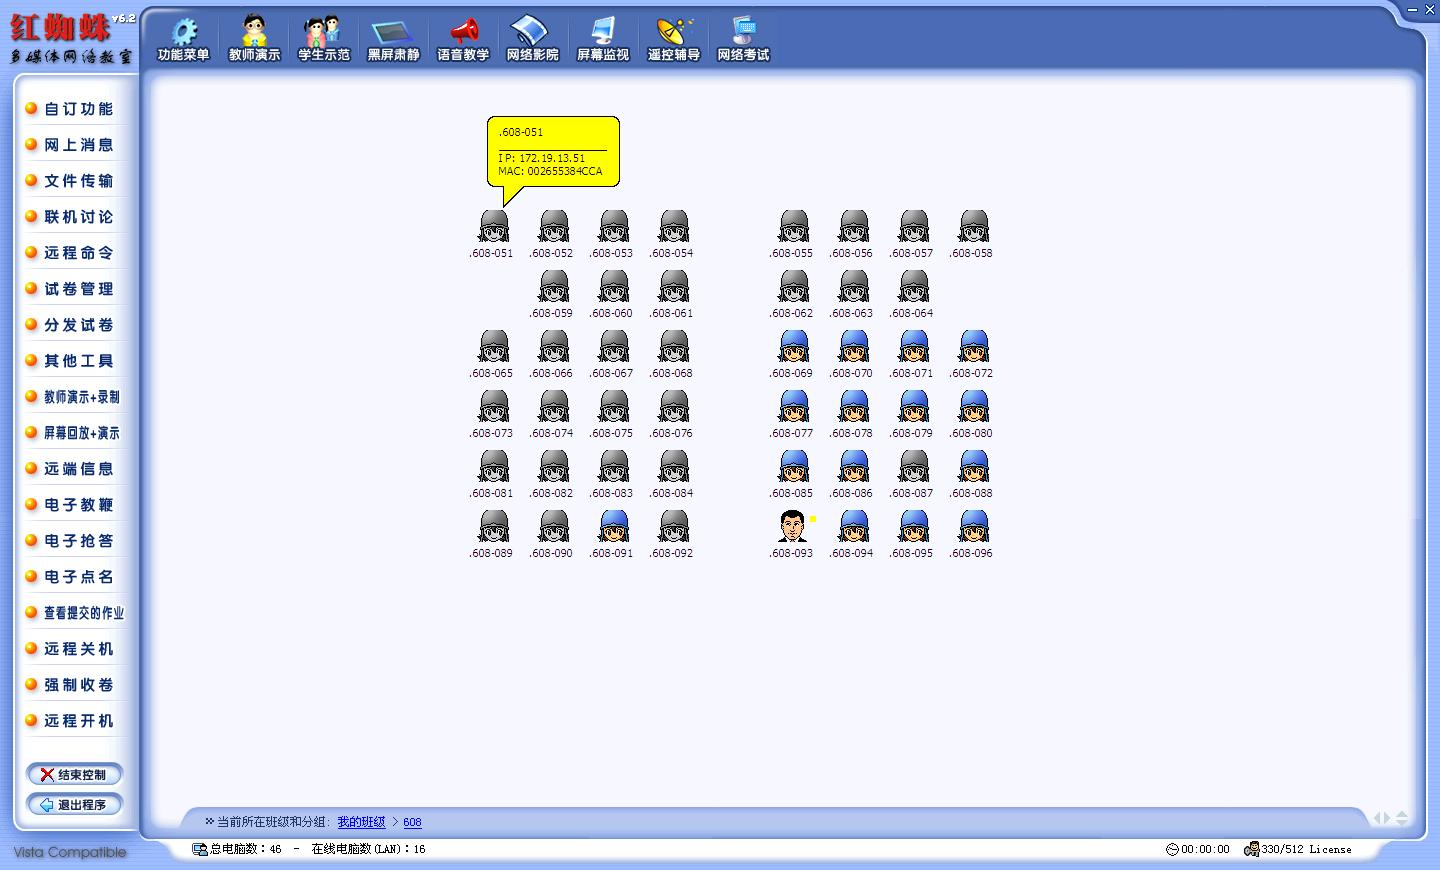 红蜘蛛 v6.2
多媒体网络教室
功能菜单 教师演示 学生示范 黑屏肃静 语音教学 网络影院 屏幕监视 遥控辅导 网络考试
自订功能
网上消息
文件传输
联机讨论
远程命令
试卷管理
分发试卷
其他工具
教师演示+录制
屏幕回放+演示
远端信息
电子教鞭
电子抢答
电子点名
查看提交的作业
远程关机
强制收卷
远程开机
结束控制
退出程序
Vista Compatible
.608-051
IP: 172.19.13.51
MAC: 002655384CCA
.608-051 .608-052 .608-053 .608-054 .608-055 .608-056 .608-057 .608-058
.608-059 .608-060 .608-061 .608-062 .608-063 .608-064
.608-065 .608-066 .608-067 .608-068 .608-069 .608-070 .608-071 .608-072
.608-073 .608-074 .608-075 .608-076 .608-077 .608-078 .608-079 .608-080
.608-081 .608-082 .608-083 .608-084 .608-085 .608-086 .608-087 .608-088
.608-089 .608-090 .608-091 .608-092 .608-093 .608-094 .608-095 .608-096
当前所在班级和分组: 我的班级 > 608
总电脑数：46 - 在线电脑数(LAN)：16
00:00:00 330/512 License